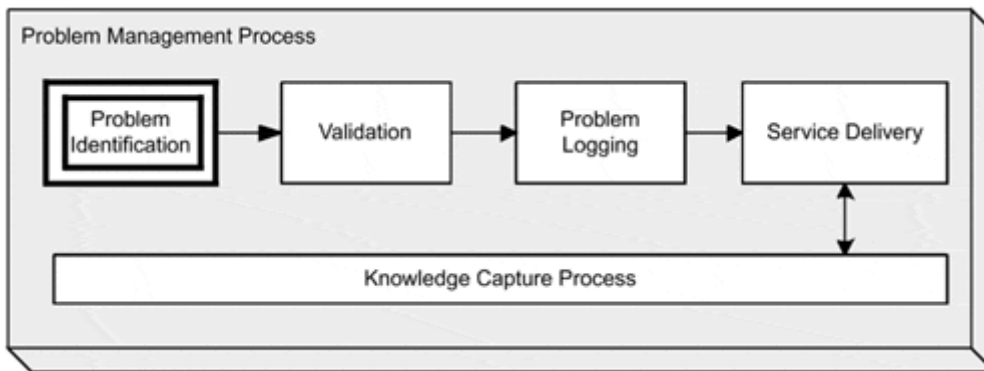 Problem Management Process
Problem
Identification
Validation
Problem
Logging
Service Delivery
Knowledge Capture Process